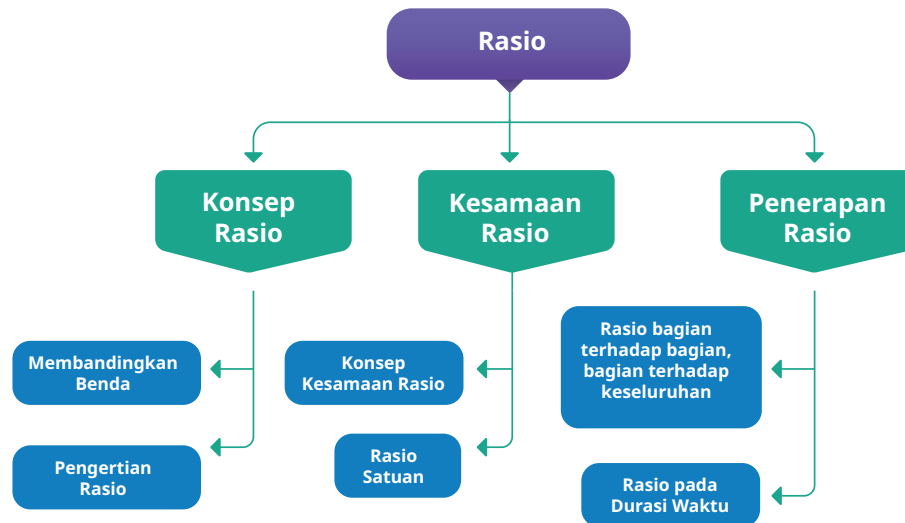 Rasio
Konsep
Rasio
Kesamaan
Rasio
Penerapan
Rasio
Membandingkan
Benda
Pengertian
Rasio
Konsep
Kesamaan Rasio
Rasio
Satuan
Rasio bagian
terhadap bagian,
bagian terhadap
keseluruhan
Rasio pada
Durasi Waktu